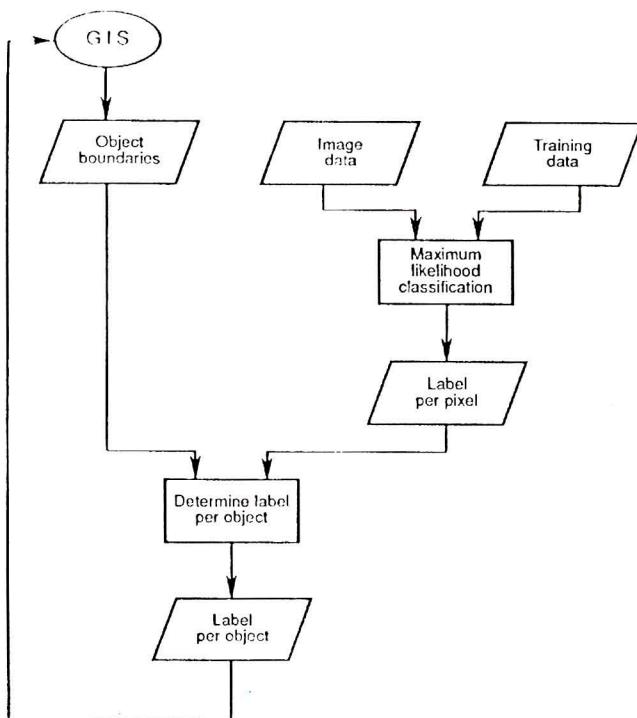 GIS
Object
boundaries
Image
data
Training
data
Maximum
likelihood
classification
Label
per pixel
Determine label
per object
Label
per object